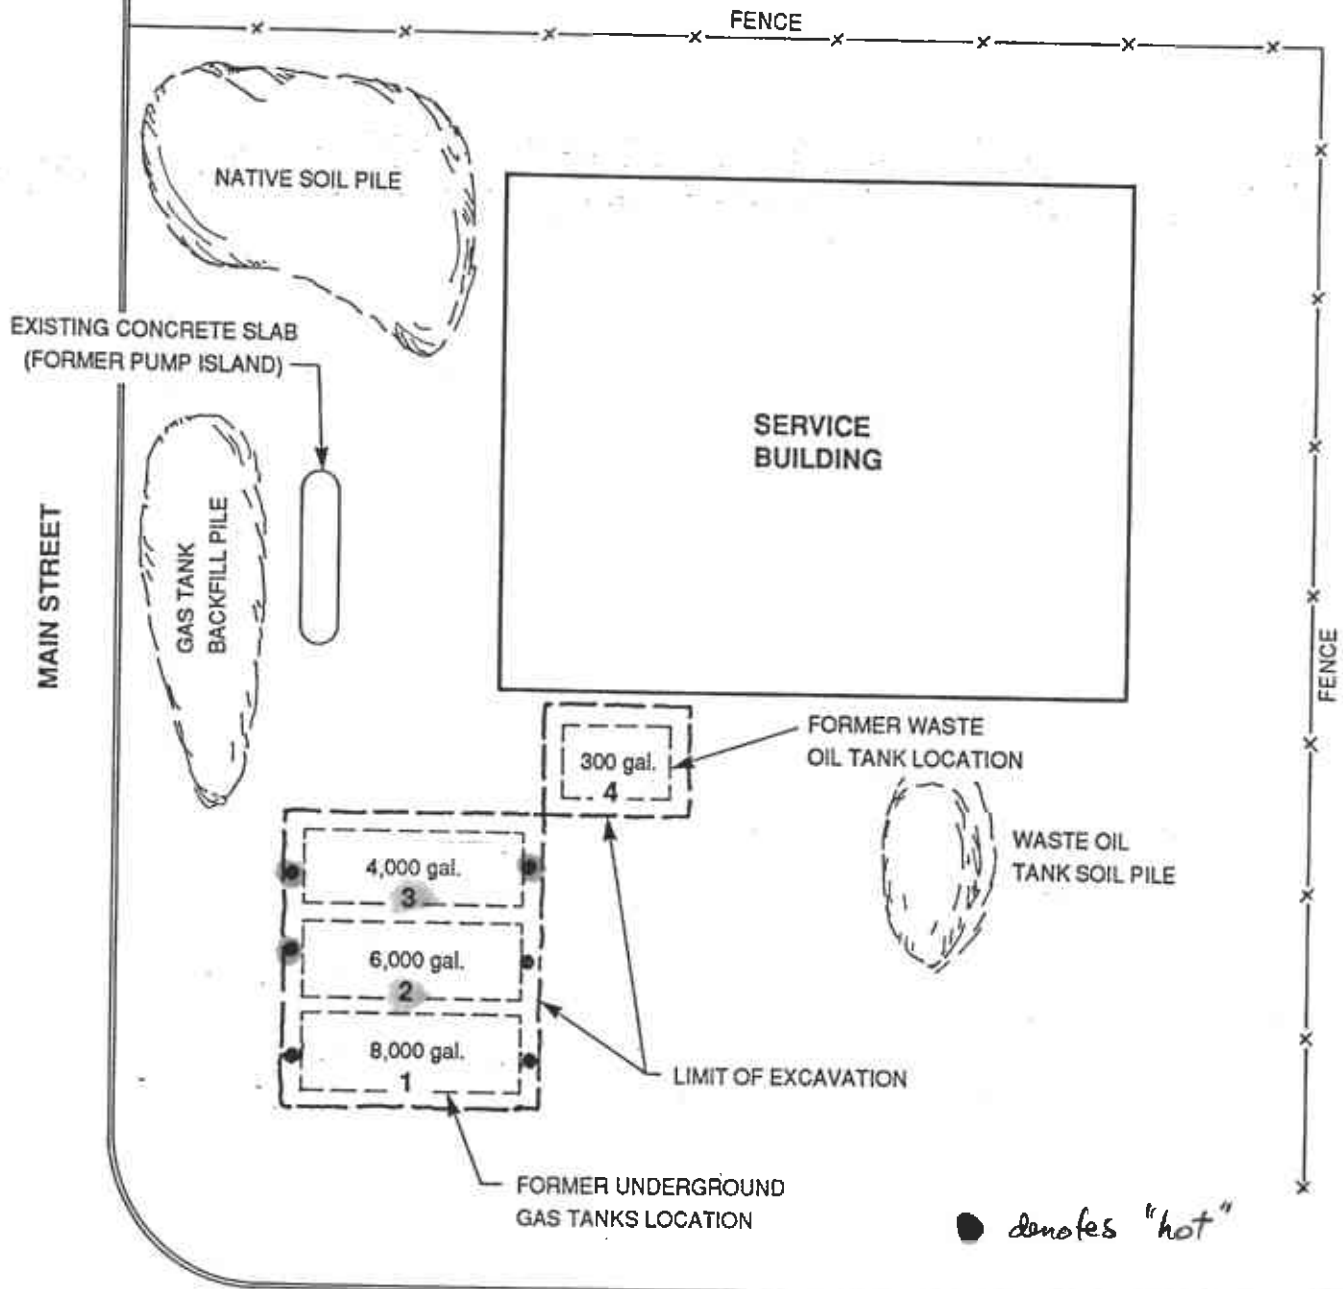 FENCE
NATIVE SOIL PILE
EXISTING CONCRETE SLAB
(FORMER PUMP ISLAND)
SERVICE
BUILDING
MAIN STREET
GAS TANK
BACKFILL PILE
FENCE
FORMER WASTE
OIL TANK LOCATION
300 gal.
4
WASTE OIL
TANK SOIL PILE
4,000 gal.
3
6,000 gal.
2
8,000 gal.
1
LIMIT OF EXCAVATION
FORMER UNDERGROUND
GAS TANKS LOCATION
denotes "hot"